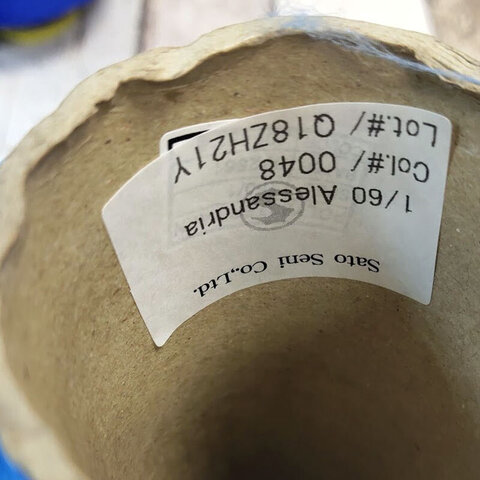 Sato Seni Co.,Ltd.
1/60 Alessandria
Col.#/ 0048
Lot.#/ Q18ZH21Y